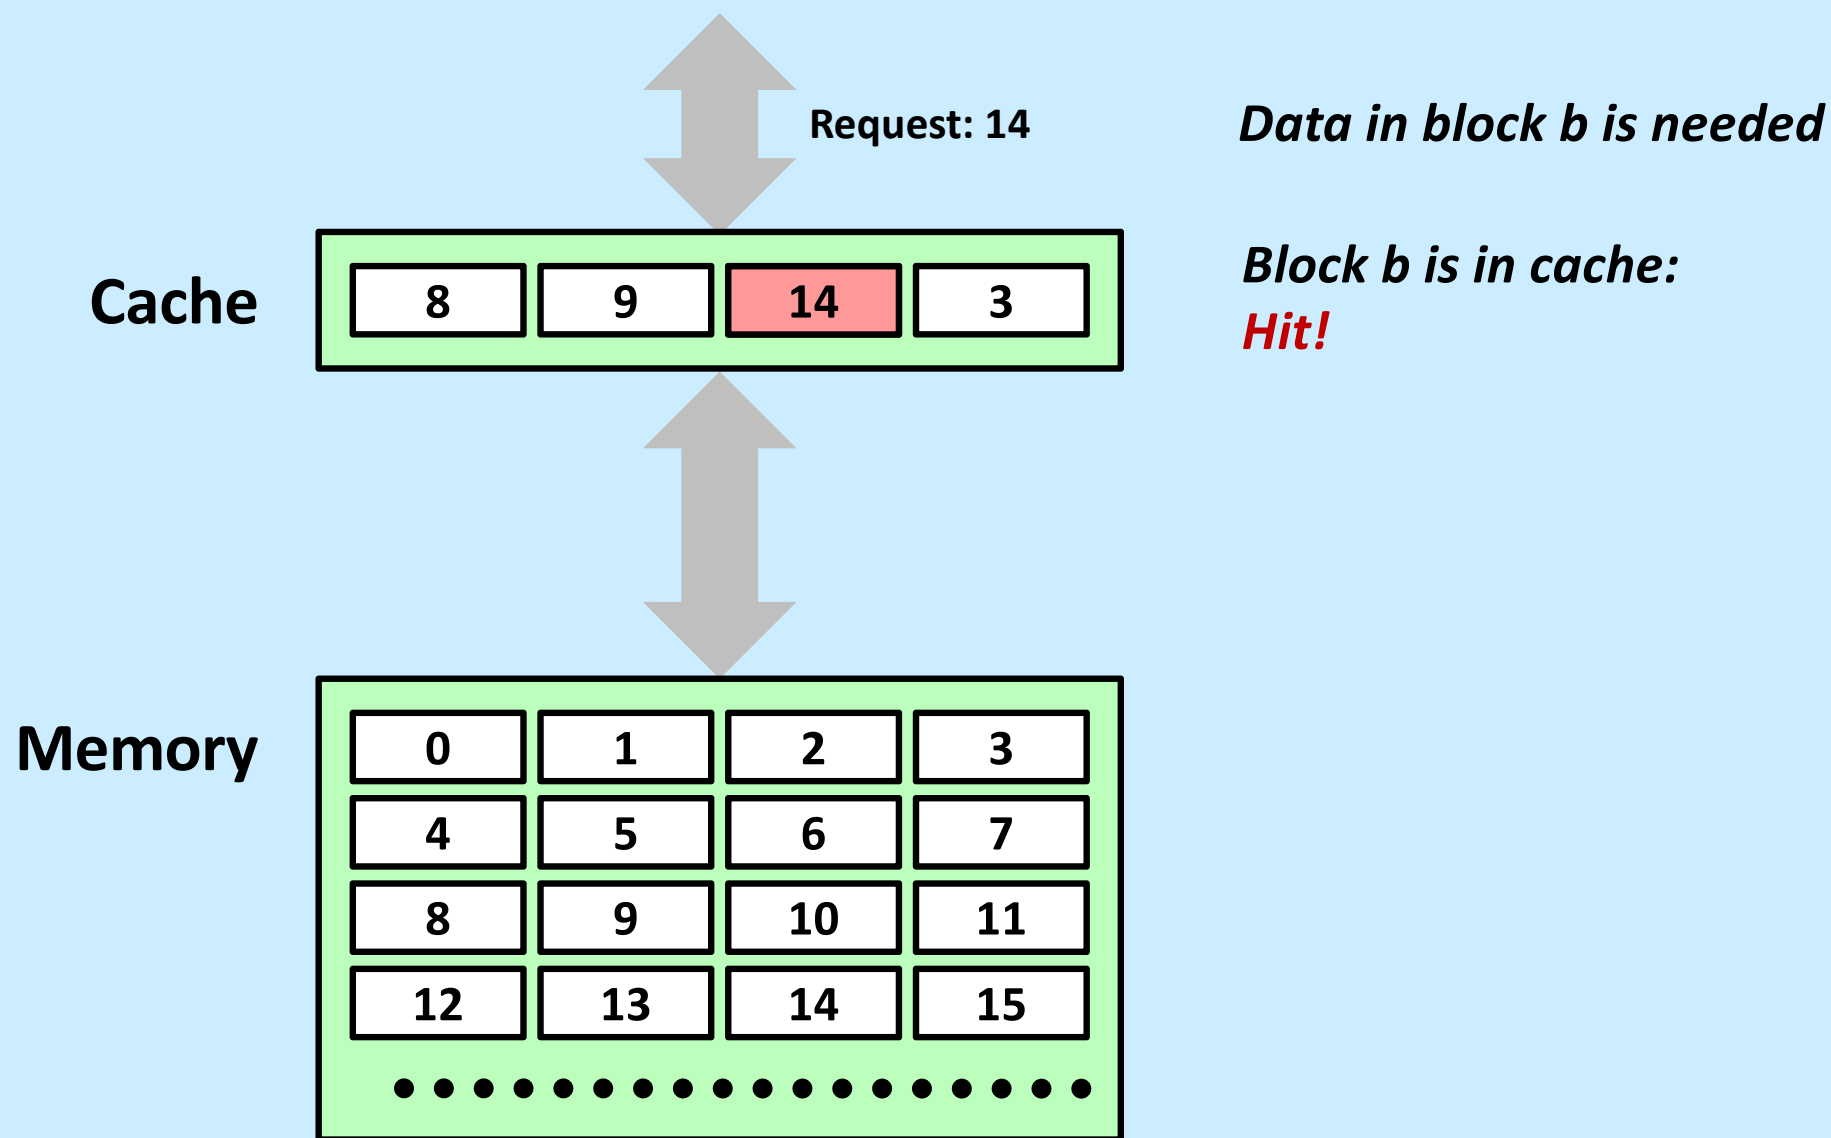 Request: 14
Data in block b is needed
Cache
8 9 14 3
Block b is in cache:
Hit!
Memory
0 1 2 3
4 5 6 7
8 9 10 11
12 13 14 15